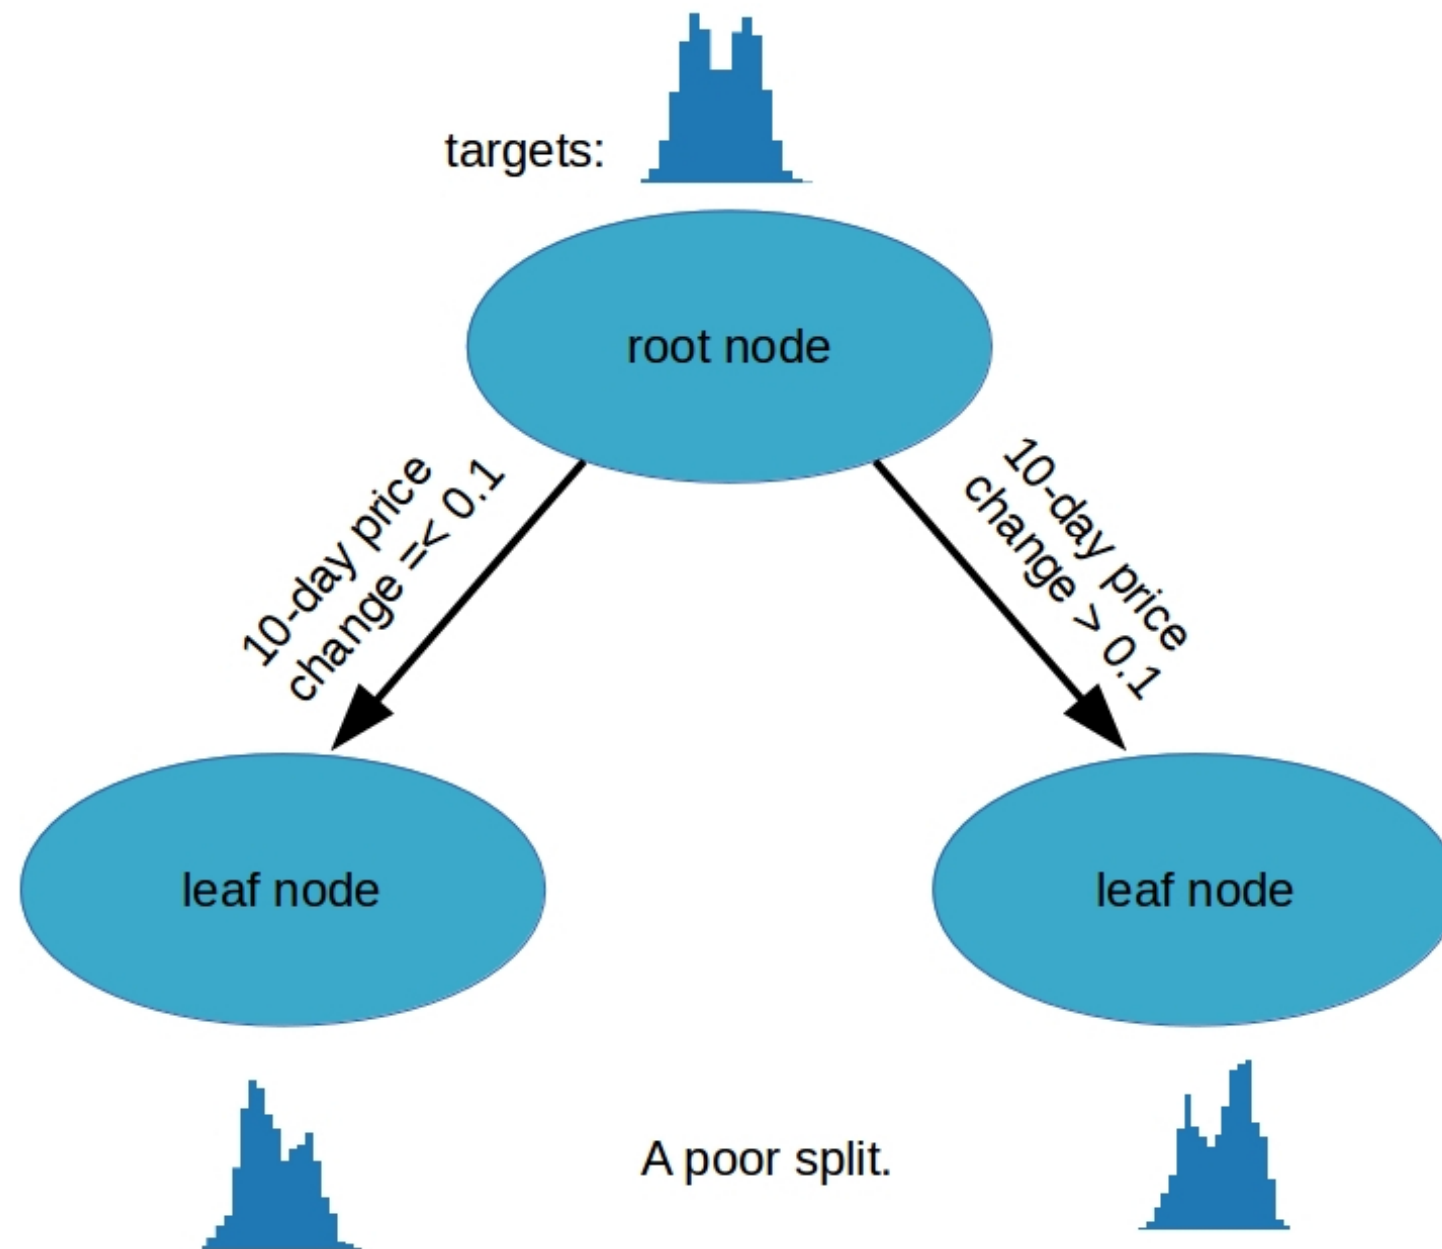 targets:
root node
10-day price
change =< 0.1
10-day price
change > 0.1
leaf node
leaf node
A poor split.